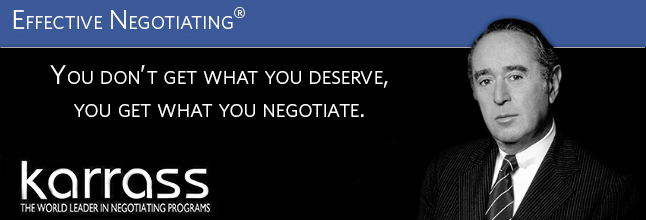 Effective Negotiating®
You don't get what you deserve,
you get what you negotiate.
karrass
THE WORLD LEADER IN NEGOTIATING PROGRAMS